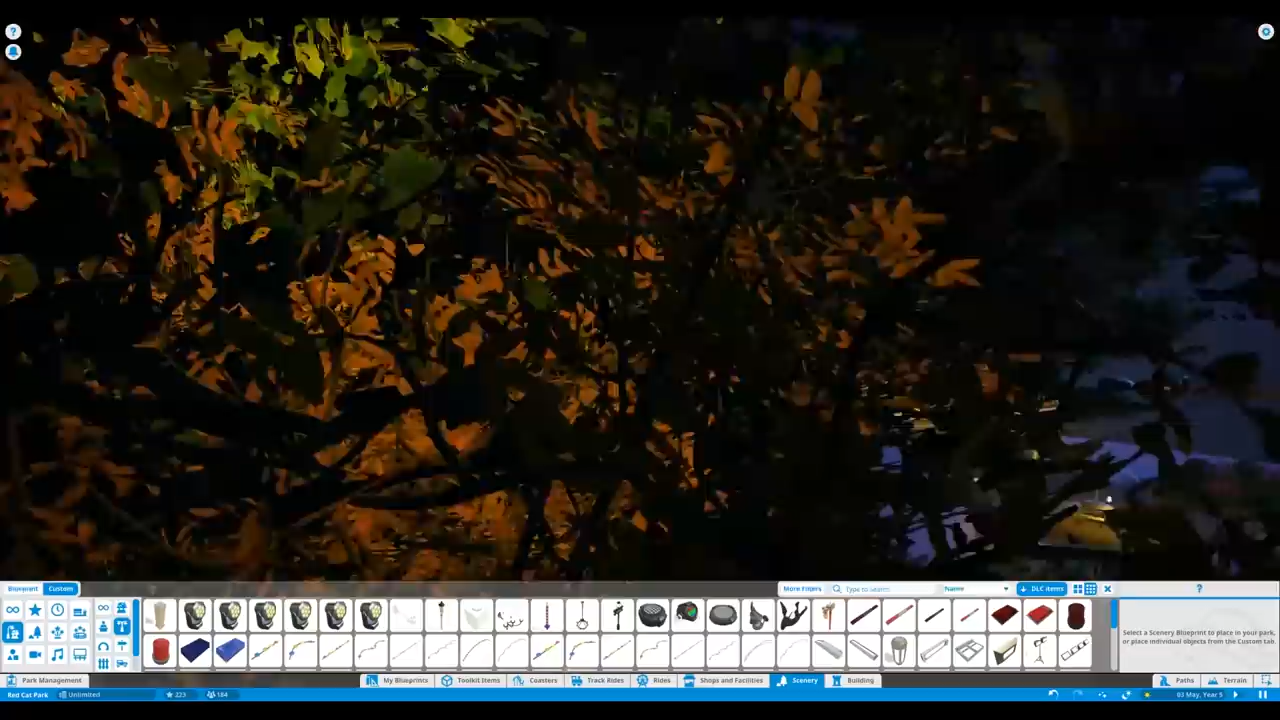 Blueprint Custom
More Filters Type to search Name DLC items
?
Select a Scenery Blueprint to place in your park,
or place individual objects from the Custom tab.
Park Management My Blueprints Toolkit Items Coasters Track Rides Rides Shops and Facilities Scenery Building Paths Terrain
Red Cat Park Unlimited 223 184 03 May, Year 5